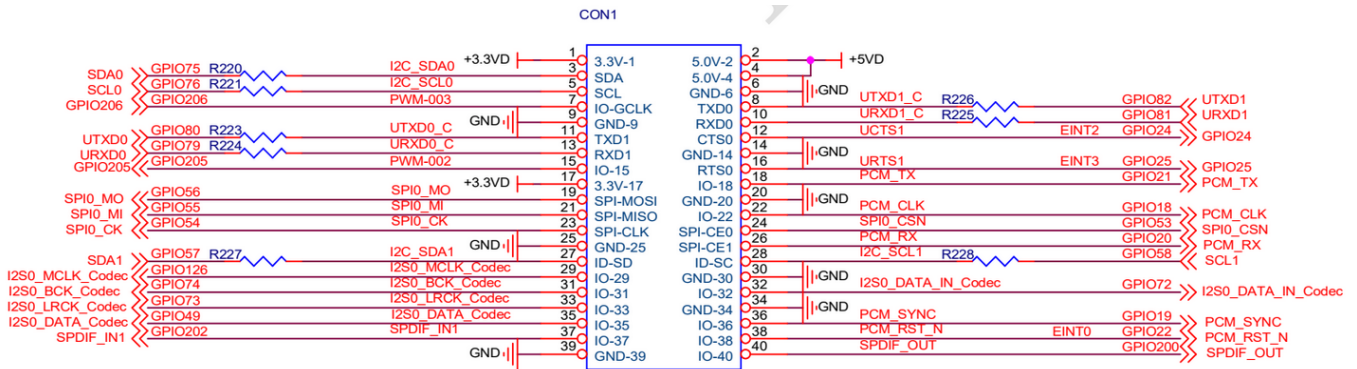 CON1
+3.3VD 1 3.3V-1 5.0V-2 2 +5VD
SDA0 GPIO75 R220 I2C_SDA0 3 SDA 5.0V-4 4
SCL0 GPIO76 R221 I2C_SCL0 5 SCL GND-6 6 GND
GPIO206 GPIO206 PWM-003 7 IO-GCLK TXD0 8 UTXD1_C R226 GPIO82 UTXD1
GND 9 GND-9 RXD0 10 URXD1_C R225 GPIO81 URXD1
UTXD0 GPIO80 R223 UTXD0_C 11 TXD1 CTS0 12 UCTS1 EINT2 GPIO24 GPIO24
URXD0 GPIO79 R224 URXD0_C 13 RXD1 GND-14 14 GND
GPIO205 GPIO205 PWM-002 15 IO-15 RTS0 16 URTS1 EINT3 GPIO25 GPIO25
+3.3VD 17 3.3V-17 IO-18 18 PCM_TX GPIO21 PCM_TX
SPI0_MO GPIO56 SPI0_MO 19 SPI-MOSI GND-20 20 GND
SPI0_MI GPIO55 SPI0_MI 21 SPI-MISO IO-22 22 PCM_CLK GPIO18 PCM_CLK
SPI0_CK GPIO54 SPI0_CK 23 SPI-CLK SPI-CE0 24 SPI0_CSN GPIO53 SPI0_CSN
GND 25 GND-25 SPI-CE1 26 PCM_RX GPIO20 PCM_RX
SDA1 GPIO57 R227 I2C_SDA1 27 ID-SD ID-SC 28 I2C_SCL1 R228 GPIO58 SCL1
I2S0_MCLK_Codec GPIO126 I2S0_MCLK_Codec 29 IO-29 GND-30 30 GND
I2S0_BCK_Codec GPIO74 I2S0_BCK_Codec 31 IO-31 IO-32 32 I2S0_DATA_IN_Codec GPIO72 I2S0_DATA_IN_Codec
I2S0_LRCK_Codec GPIO73 I2S0_LRCK_Codec 33 IO-33 GND-34 34 GND
I2S0_DATA_Codec GPIO49 I2S0_DATA_Codec 35 IO-35 IO-36 36 PCM_SYNC GPIO19 PCM_SYNC
SPDIF_IN1 GPIO202 SPDIF_IN1 37 IO-37 IO-38 38 PCM_RST_N EINT0 GPIO22 PCM_RST_N
GND 39 GND-39 IO-40 40 SPDIF_OUT GPIO200 SPDIF_OUT